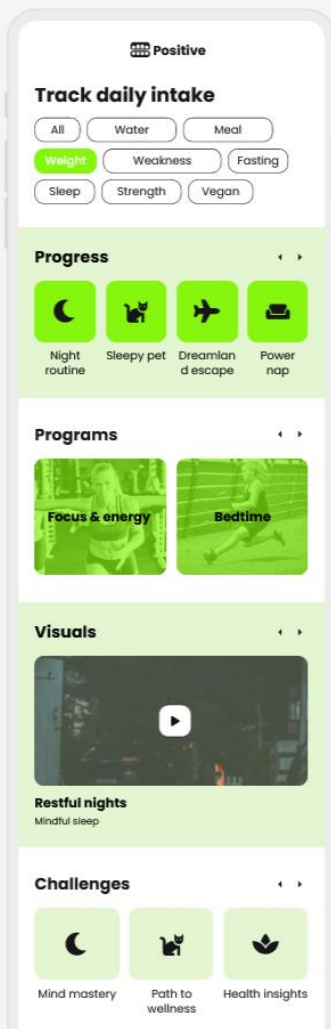 Positive
Track daily intake
All Water Meal
Weight Weakness Fasting
Sleep Strength Vegan
Progress
Night routine
Sleepy pet
Dreamlan
d escape
Power nap
Programs
Focus & energy
Bedtime
Visuals
Restful nights
Mindful sleep
Challenges
Mind mastery
Path to wellness
Health insights